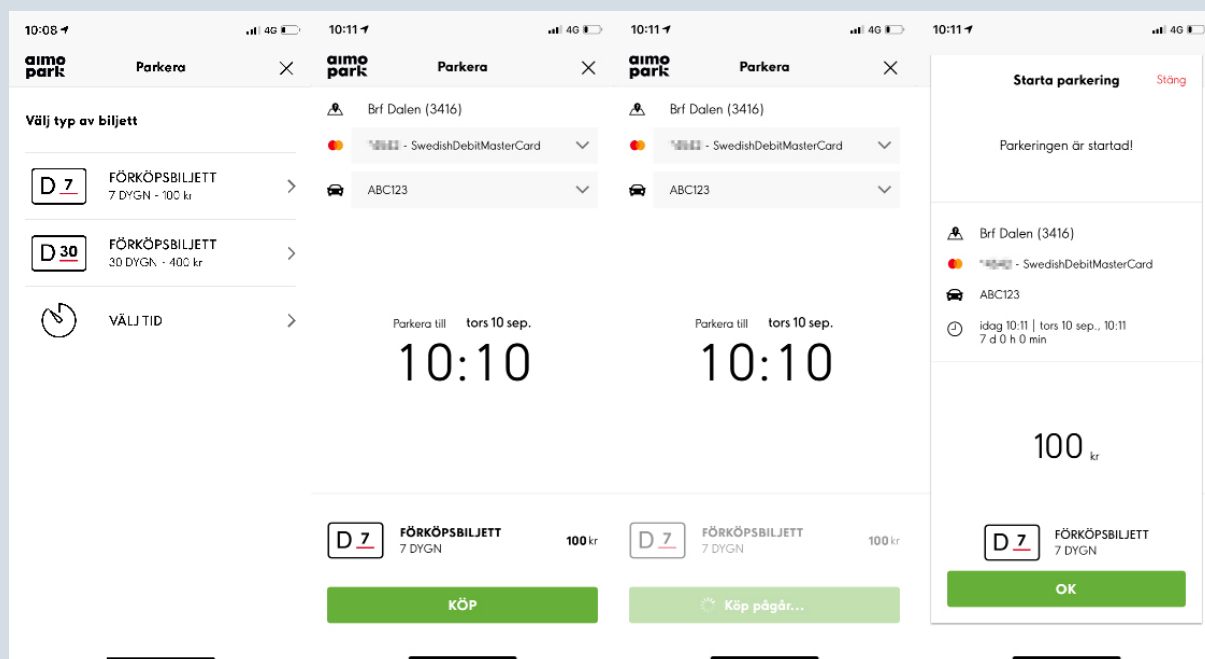 10:08
4G
aimo
park
Parkera
Välj typ av biljett
D 7
FÖRKÖPSBILJETT
7 DYGN - 100 kr
D 30
FÖRKÖPSBILJETT
30 DYGN - 400 kr
VÄLJ TID
10:11
4G
aimo
park
Parkera
Brf Dalen (3416)
- SwedishDebitMasterCard
ABC123
Parkera till tors 10 sep.
10:10
D 7
FÖRKÖPSBILJETT
7 DYGN
100 kr
KÖP
10:11
4G
aimo
park
Parkera
Brf Dalen (3416)
- SwedishDebitMasterCard
ABC123
Parkera till tors 10 sep.
10:10
D 7
FÖRKÖPSBILJETT
7 DYGN
100 kr
Köp pågår...
10:11
4G
Starta parkering
Stäng
Parkeringen är startad!
Brf Dalen (3416)
- SwedishDebitMasterCard
ABC123
idag 10:11 | tors 10 sep., 10:11
7 d 0 h 0 min
100 kr
D 7
FÖRKÖPSBILJETT
7 DYGN
OK